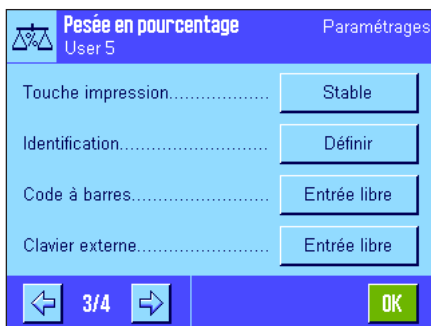 Pesée en pourcentage Paramétrages
User 5
Touche impression................... Stable
Identification........................... Définir
Code à barres......................... Entrée libre
Clavier externe........................ Entrée libre
3/4 OK